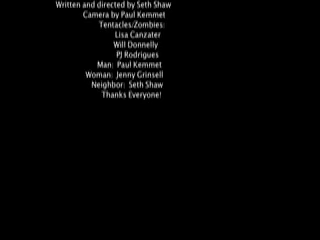 Written and directed by Seth Shaw
Camera by Paul Kemmet
Tentacles/Zombies:
Lisa Canzater
Will Donnelly
PJ Rodrigues
Man: Paul Kemmet
Woman: Jenny Grinsell
Neighbor: Seth Shaw
Thanks Everyone!